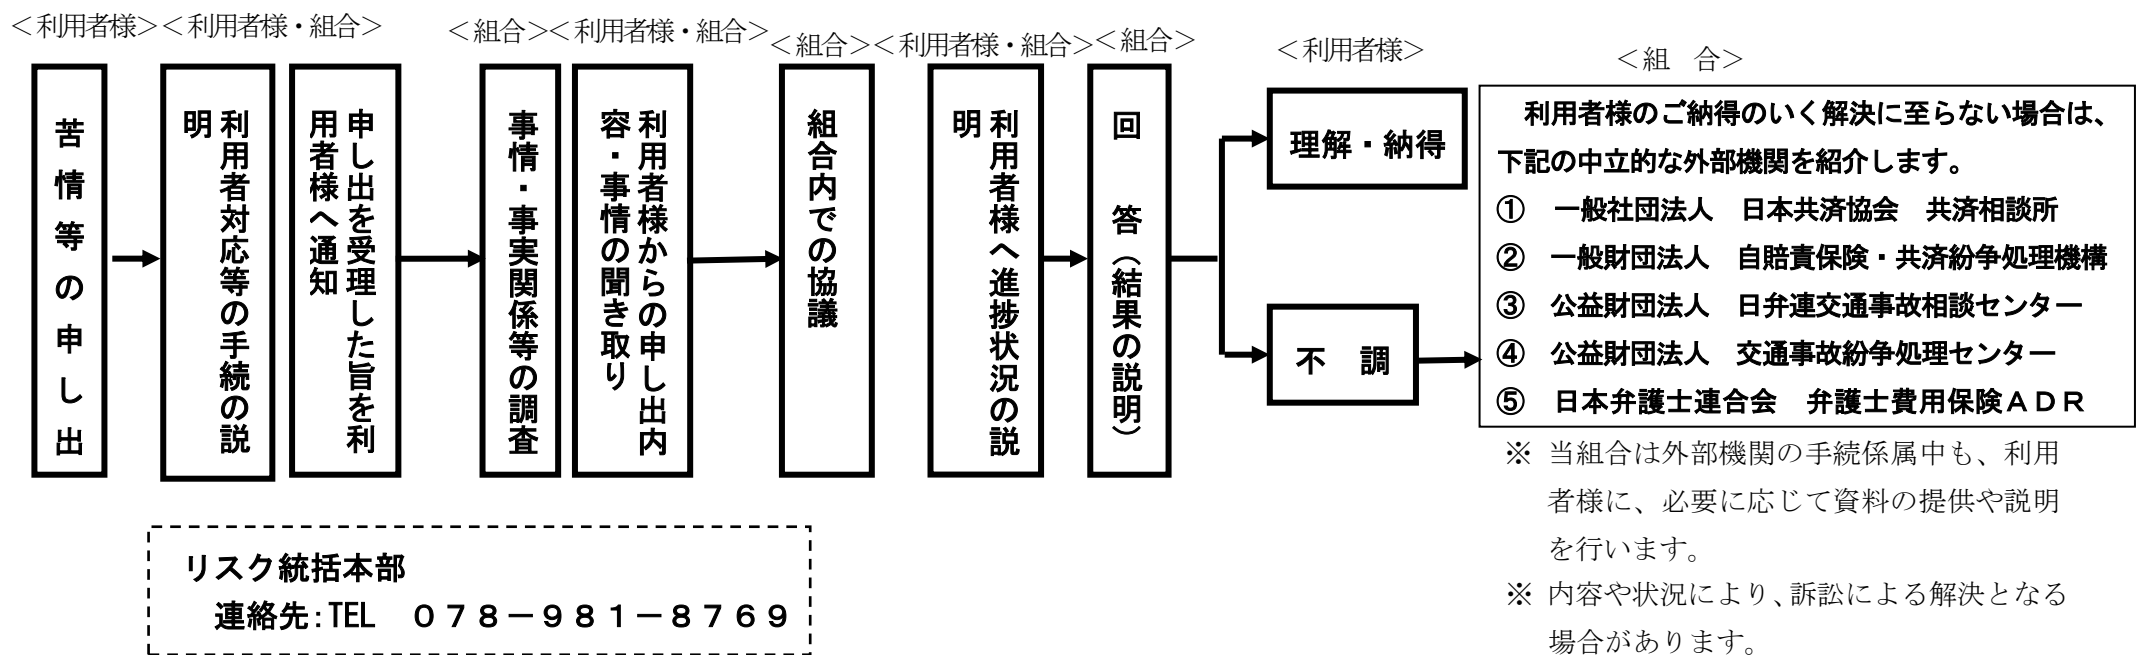 ＜利用者様＞
＜利用者様・組合＞
＜組合＞
＜利用者様・組合＞
＜組合＞
＜利用者様・組合＞
＜組合＞
＜利用者様＞
＜組　合＞
苦情等の申し出
利用者対応等の手続の説
明
申し出を受理した旨を利
用者様へ通知
事情・事実関係等の調査
利用者様からの申し出内
容・事情の聞き取り
組合内での協議
利用者様へ進捗状況の説
明
回　答（結果の説明）
理解・納得
不　調
利用者様のご納得のいく解決に至らない場合は、
下記の中立的な外部機関を紹介します。
①　一般社団法人　日本共済協会　共済相談所
②　一般財団法人　自賠責保険・共済紛争処理機構
③　公益財団法人　日弁連交通事故相談センター
④　公益財団法人　交通事故紛争処理センター
⑤　日本弁護士連合会　弁護士費用保険ＡＤＲ
※ 当組合は外部機関の手続係属中も、利用
者様に、必要に応じて資料の提供や説明
を行います。
※ 内容や状況により、訴訟による解決となる
場合があります。
リスク統括本部
連絡先：TEL　０７８－９８１－８７６９